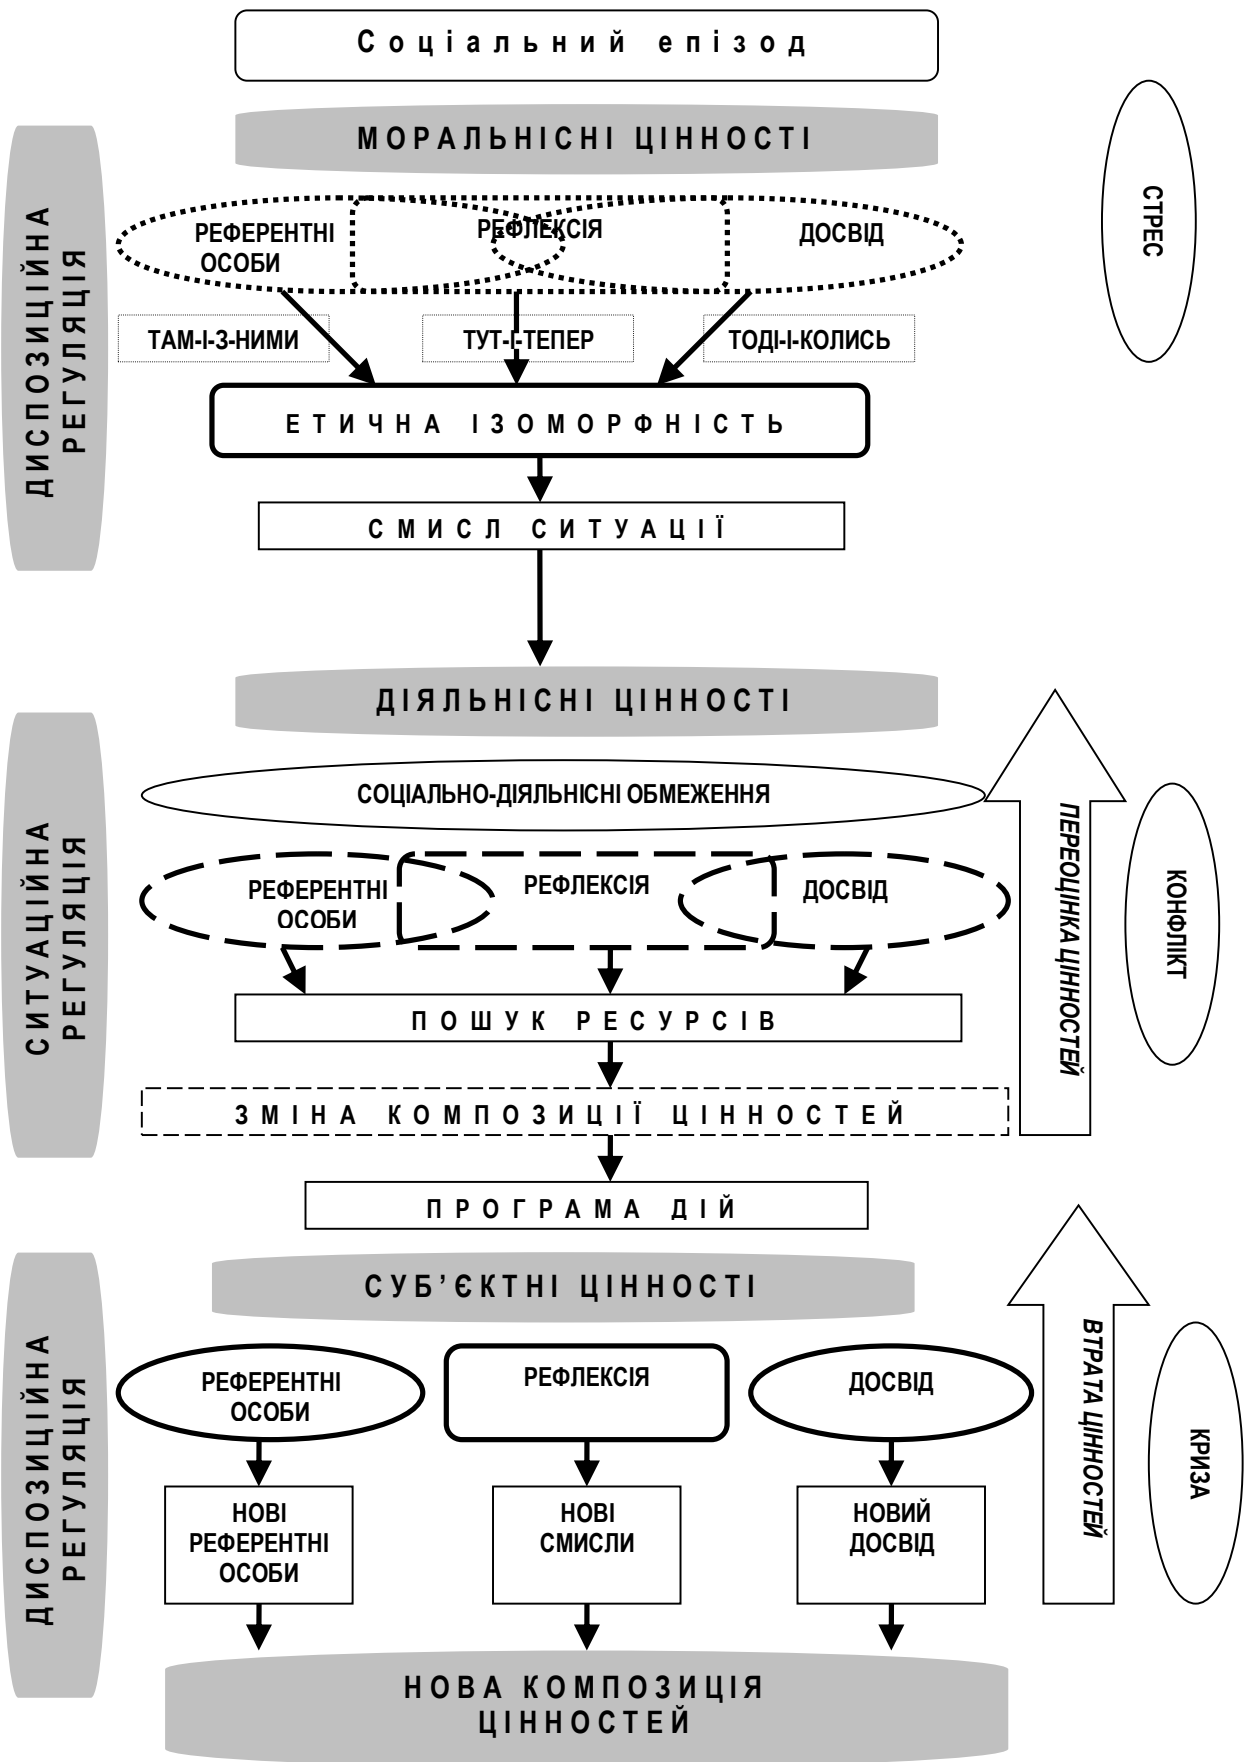 Соціальний епізод
МОРАЛЬНІСНІ ЦІННОСТІ
ДИСПОЗИЦІЙНА
РЕГУЛЯЦІЯ
СТРЕС
РЕФЕРЕНТНІ
ОСОБИ
РЕФЛЕКСІЯ
ДОСВІД
ТАМ-І-З-НИМИ
ТУТ-І-ТЕПЕР
ТОДІ-І-КОЛИСЬ
ЕТИЧНА ІЗОМОРФНІСТЬ
СМИСЛ СИТУАЦІЇ
ДІЯЛЬНІСНІ ЦІННОСТІ
СИТУАЦІЙНА
РЕГУЛЯЦІЯ
СОЦІАЛЬНО-ДІЯЛЬНІСНІ ОБМЕЖЕННЯ
ПЕРЕОЦІНКА ЦІННОСТЕЙ
КОНФЛІКТ
РЕФЕРЕНТНІ
ОСОБИ
РЕФЛЕКСІЯ
ДОСВІД
ПОШУК РЕСУРСІВ
ЗМІНА КОМПОЗИЦІЇ ЦІННОСТЕЙ
ПРОГРАМА ДІЙ
СУБ’ЄКТНІ ЦІННОСТІ
ДИСПОЗИЦІЙНА
РЕГУЛЯЦІЯ
ВТРАТА ЦІННОСТЕЙ
КРИЗА
РЕФЕРЕНТНІ
ОСОБИ
РЕФЛЕКСІЯ
ДОСВІД
НОВІ
РЕФЕРЕНТНІ
ОСОБИ
НОВІ
СМИСЛИ
НОВИЙ
ДОСВІД
НОВА КОМПОЗИЦІЯ
ЦІННОСТЕЙ